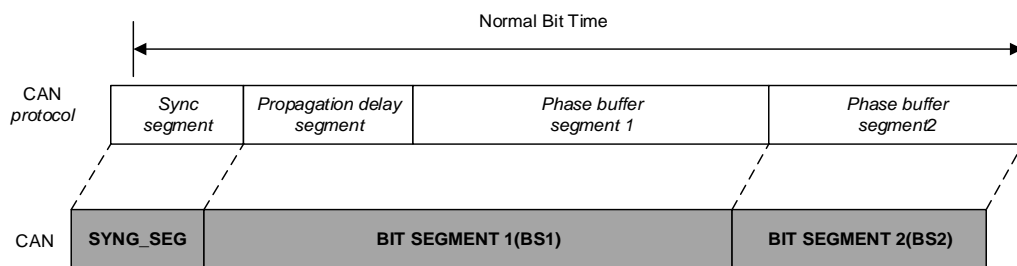 Normal Bit Time
CAN
protocol
Sync
segment
Propagation delay
segment
Phase buffer
segment 1
Phase buffer
segment2
CAN
SYNG_SEG
BIT SEGMENT 1(BS1)
BIT SEGMENT 2(BS2)